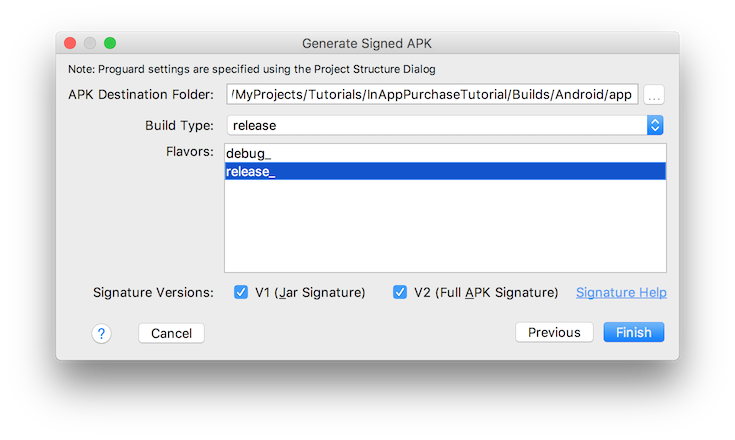 Generate Signed APK
Note: Proguard settings are specified using the Project Structure Dialog
APK Destination Folder: /MyProjects/Tutorials/InAppPurchaseTutorial/Builds/Android/app ...
Build Type: release
Flavors: debug_
release_
Signature Versions: V1 (Jar Signature) V2 (Full APK Signature) Signature Help
? Cancel Previous Finish